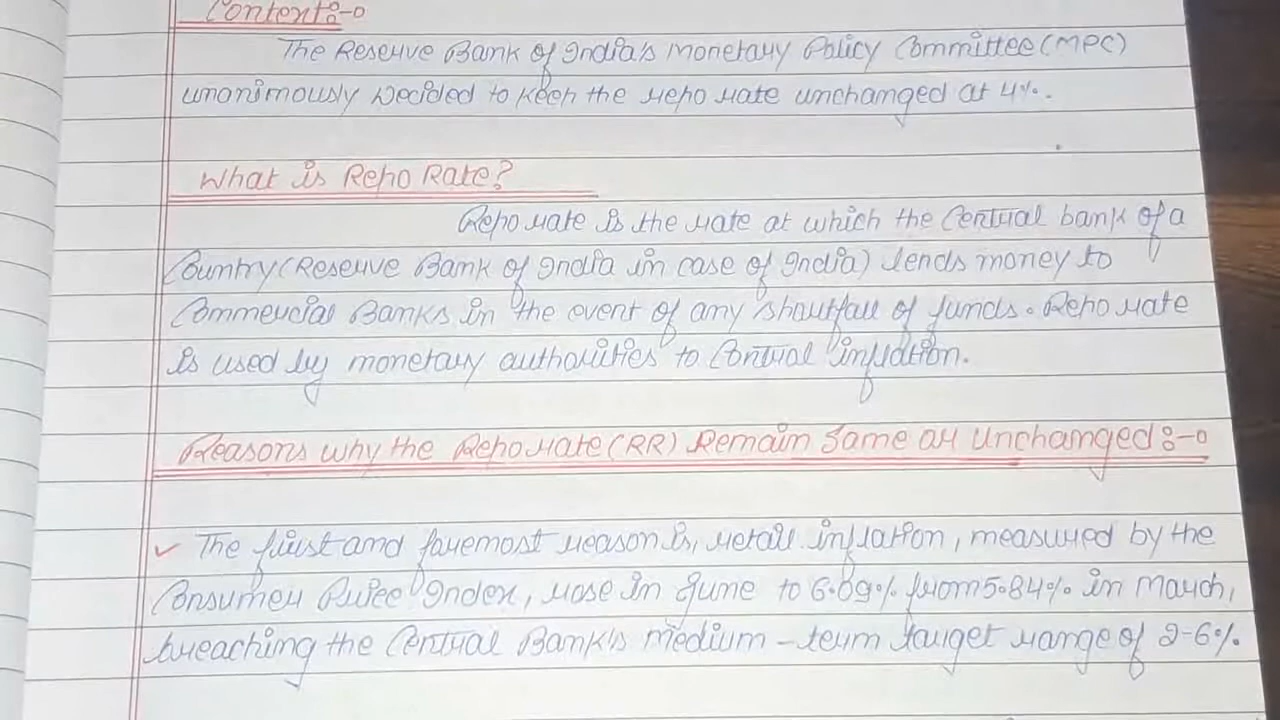 Content:-
The Reserve Bank of India's Monetary Policy Committee (MPC)
unanimously decided to keep the repo rate unchanged at 4%.
What is Repo Rate?
Repo rate is the rate at which the Central bank of a
Country (Reserve Bank of India in case of India) lends money to
Commercial Banks in the event of any shortfall of funds. Repo rate
is used by monetary authorities to Control inflation.
Reasons why the Repo rate (RR) Remain Same or Unchanged:-
✓ The first and foremost reason is, retail inflation, measured by the
Consumer Price Index, rose in June to 6.09% from 5.84% in March,
breaching the Central Bank's medium-term target range of 2-6%